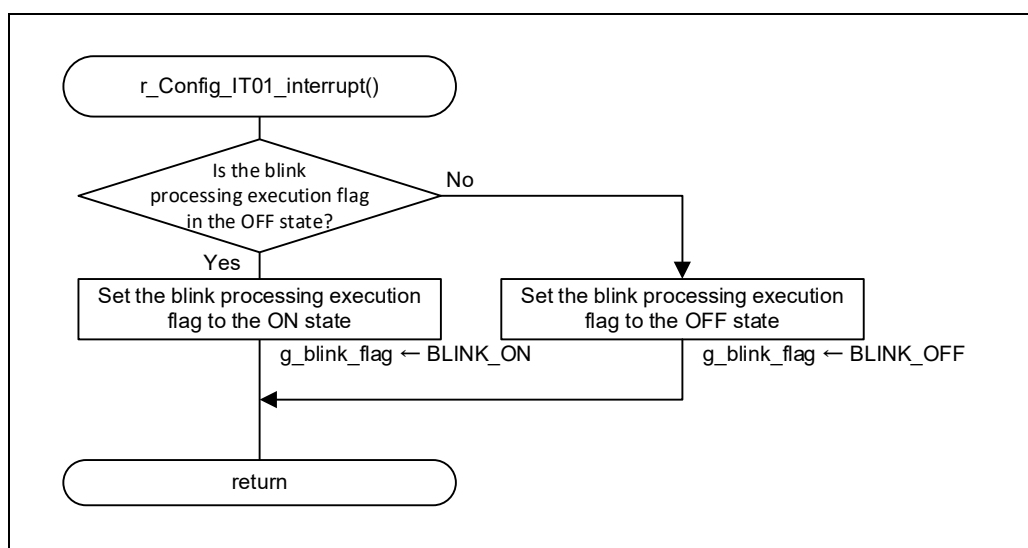 r_Config_IT01_interrupt()
Is the blink
processing execution flag
in the OFF state?
No
Yes
Set the blink processing execution
flag to the ON state
Set the blink processing execution
flag to the OFF state
g_blink_flag ← BLINK_ON
g_blink_flag ← BLINK_OFF
return